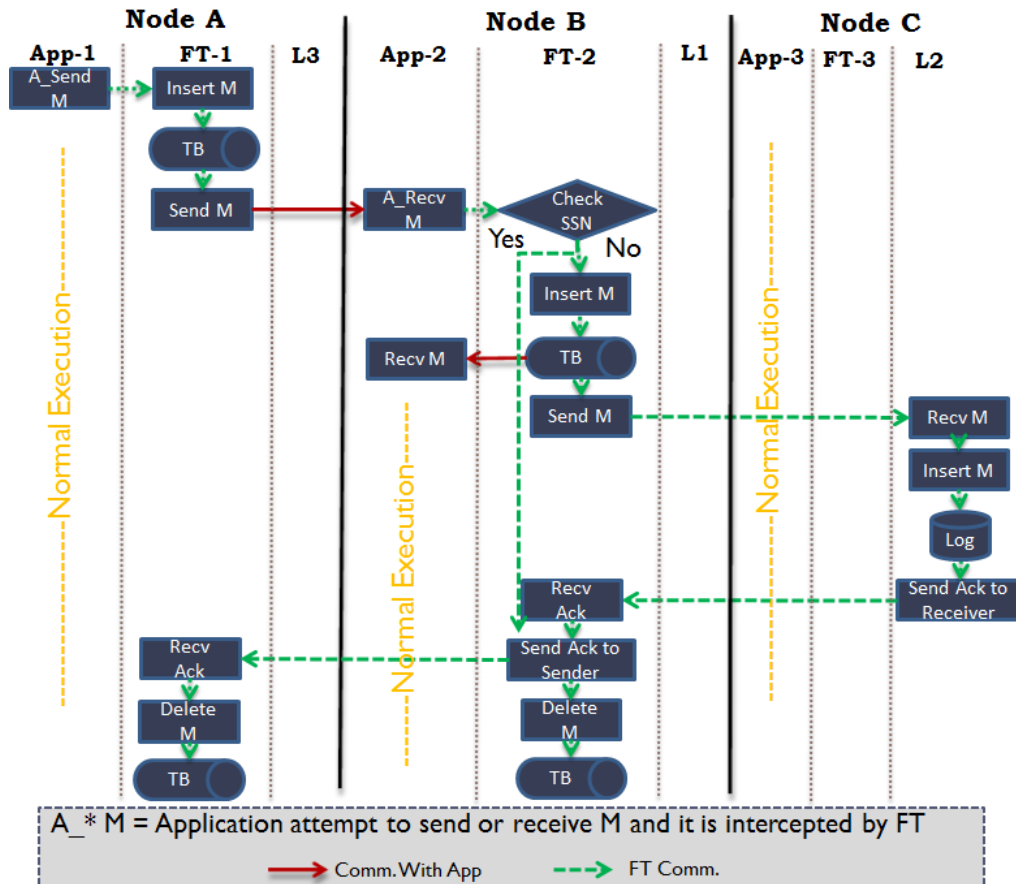 Node A
Node B
Node C
App-1
FT-1
L3
App-2
FT-2
L1
App-3
FT-3
L2
A_Send
M
Insert M
TB
Send M
A_Recv
M
Check
SSN
Yes
No
Insert M
Recv M
TB
Send M
Recv M
Insert M
Log
Send Ack to
Receiver
Recv
Ack
Send Ack to
Sender
Recv
Ack
Delete
M
TB
Delete
M
TB
-----Normal Execution-----
-----Normal Execution-----
-----Normal Execution-----
A_* M = Application attempt to send or receive M and it is intercepted by FT
Comm. With App
FT Comm.